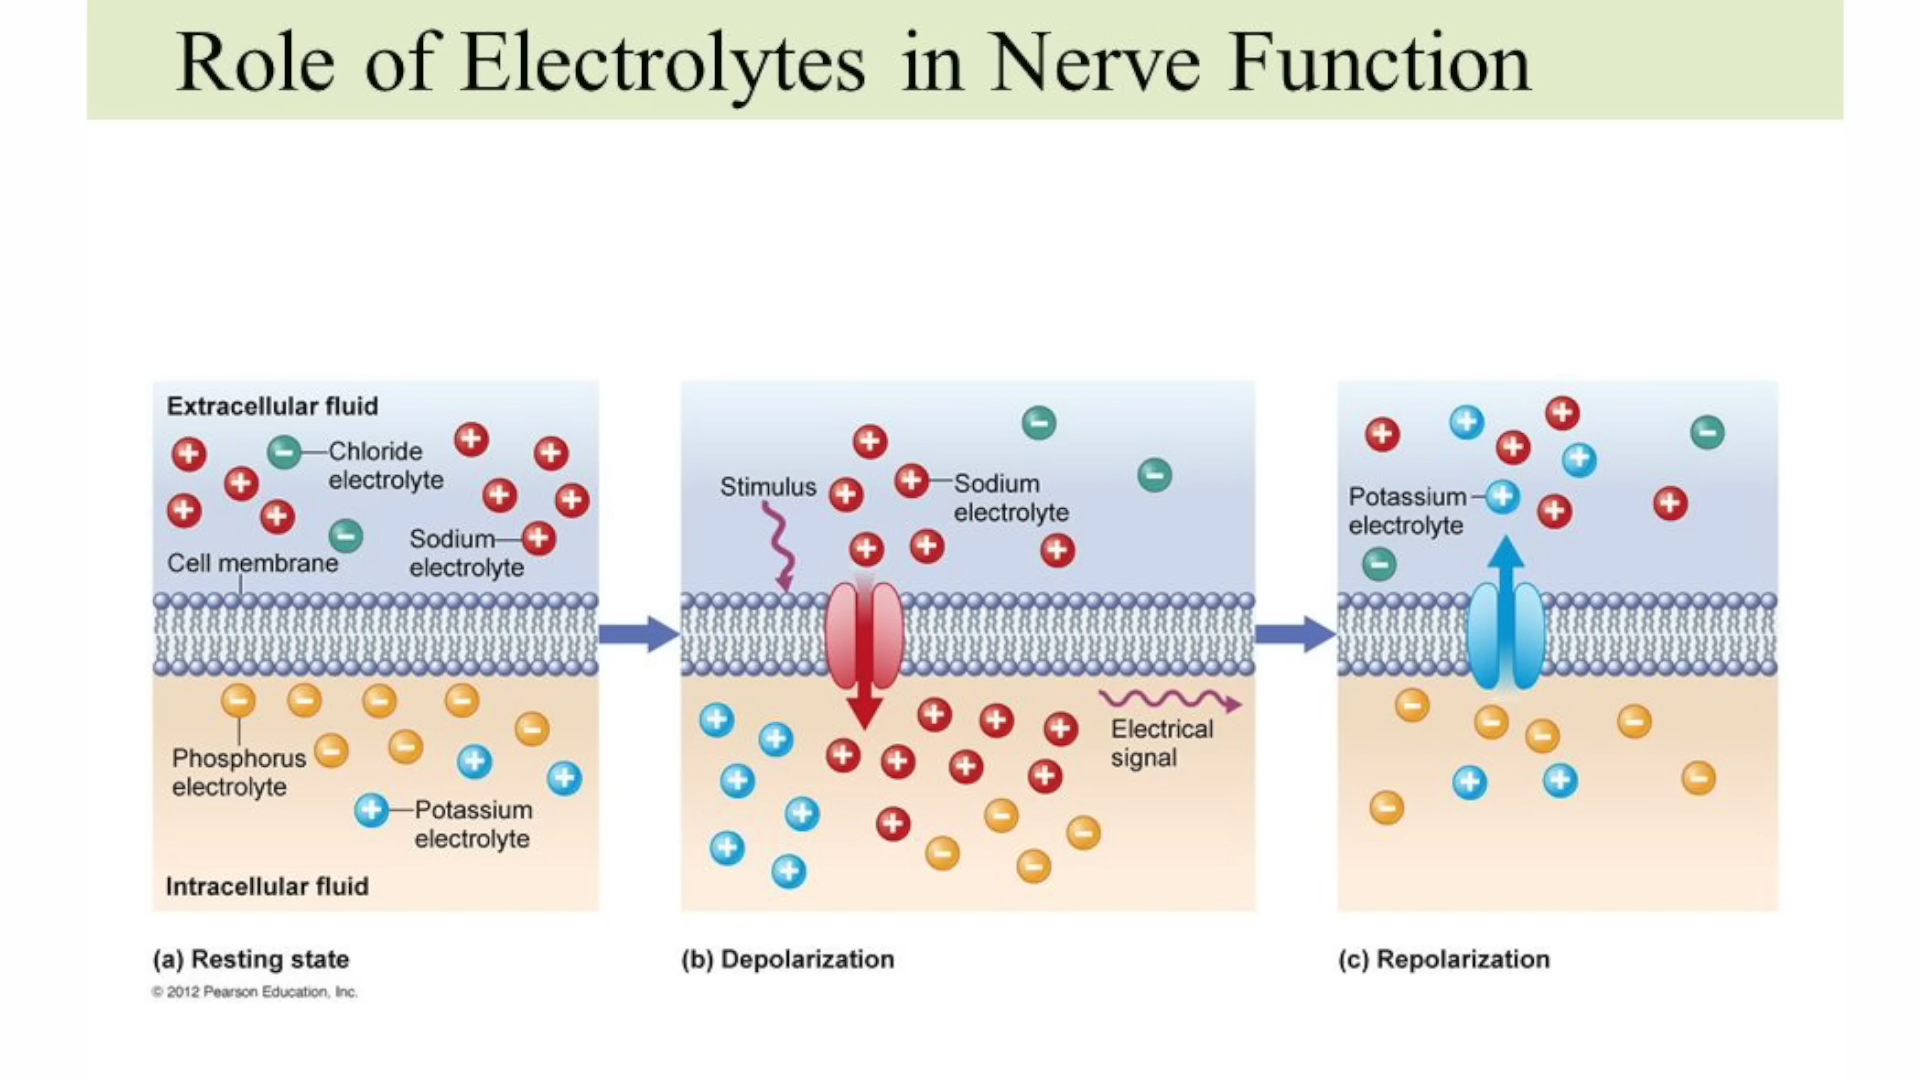 Role of Electrolytes in Nerve Function
Extracellular fluid
Chloride
electrolyte
Sodium
electrolyte
Cell membrane
Phosphorus
electrolyte
Potassium
electrolyte
Intracellular fluid
(a) Resting state
© 2012 Pearson Education, Inc.
Stimulus
Sodium
electrolyte
Electrical
signal
(b) Depolarization
Potassium
electrolyte
(c) Repolarization